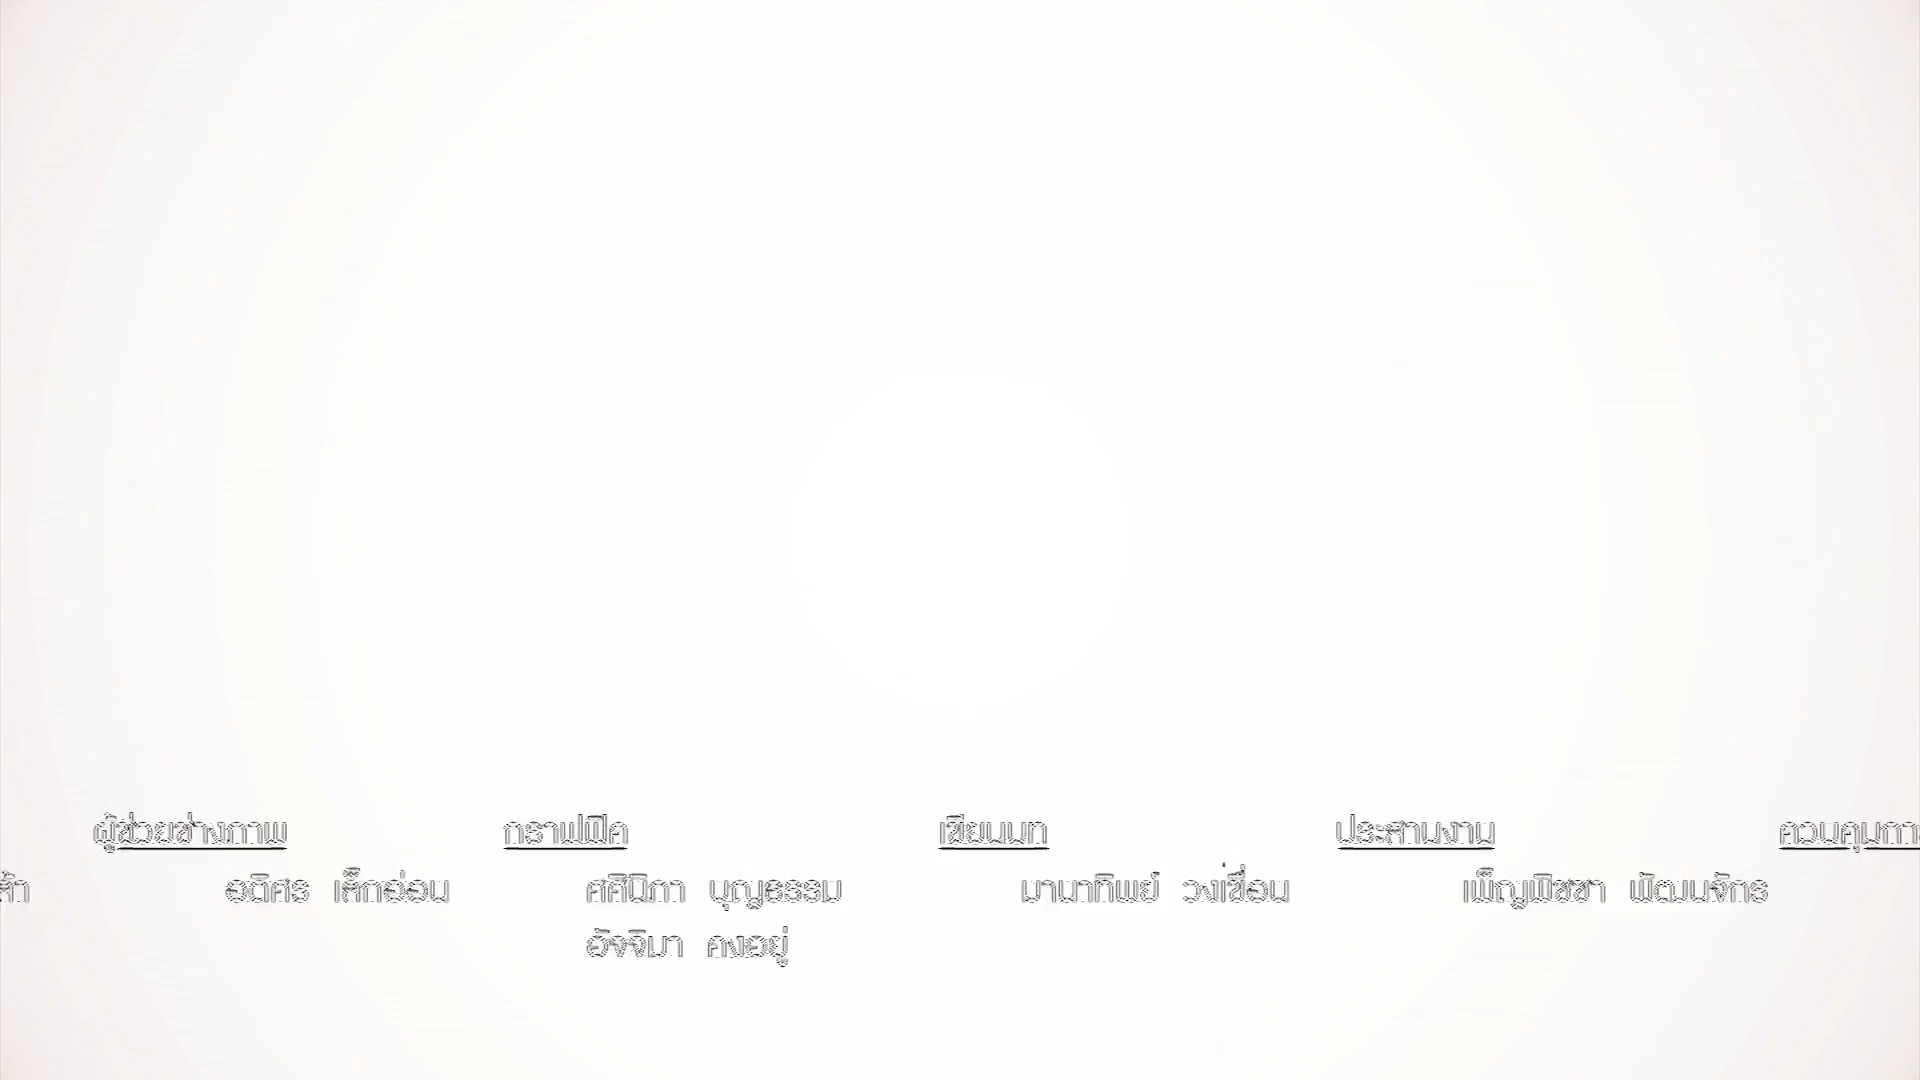 ผู้ช่วยช่างภาพ กราฟฟิค เขียนบท ประสานงาน
อดิศร เล็กอ่อน ศศินิภา บุญธรรม มานาทิพย์ วงเขื่อน เพ็ญพิชชา พัฒนจักร
อัจจิมา คงอยู่